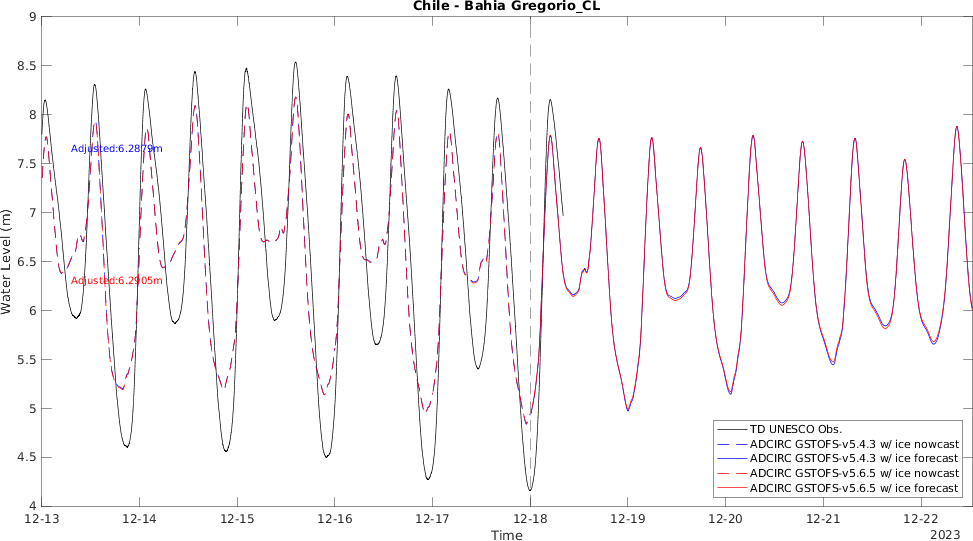 Chile - Bahia Gregorio_CL
9
8.5
8
7.5
7
6.5
6
5.5
5
4.5
4
Water Level (m)
Adjusted:6.2879m
Adjusted:6.2905m
TD UNESCO Obs.
ADCIRC GSTOFS-v5.4.3 w/ ice nowcast
ADCIRC GSTOFS-v5.4.3 w/ ice forecast
ADCIRC GSTOFS-v5.6.5 w/ ice nowcast
ADCIRC GSTOFS-v5.6.5 w/ ice forecast
12-13 12-14 12-15 12-16 12-17 12-18 12-19 12-20 12-21 12-22
Time
2023